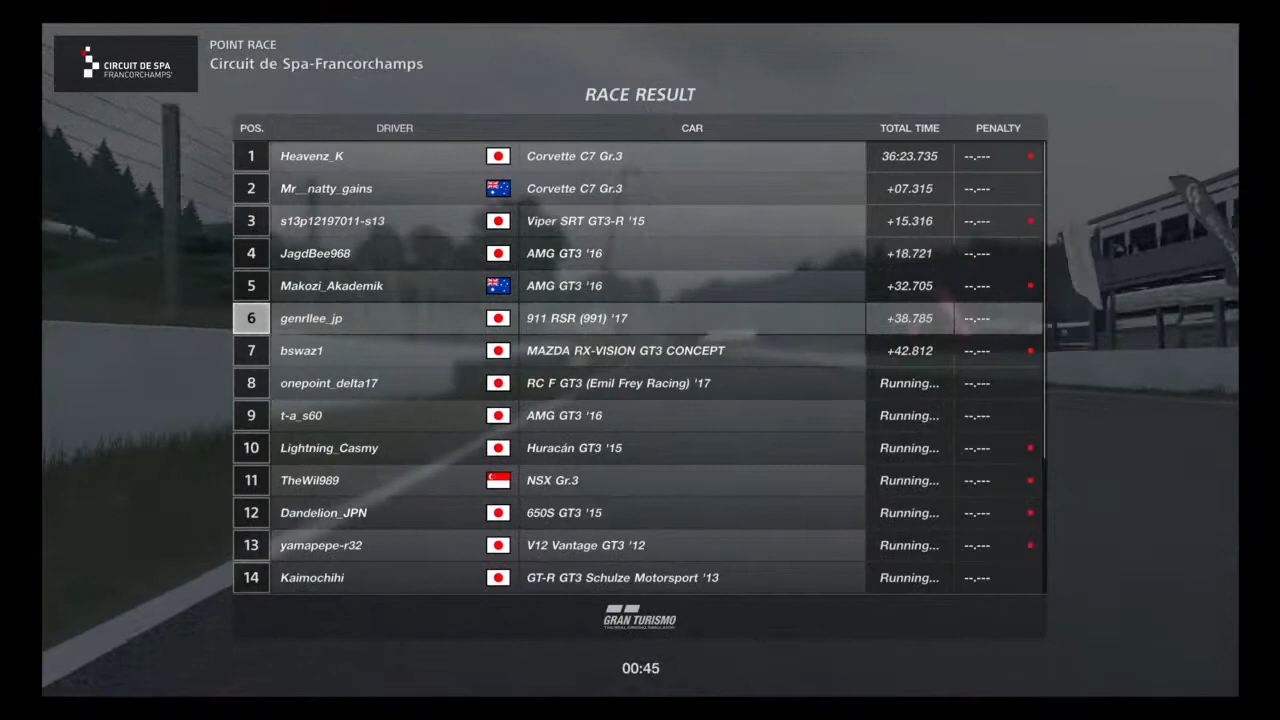 CIRCUIT DE SPA
FRANCORCHAMPS
POINT RACE
Circuit de Spa-Francorchamps
RACE RESULT
POS. DRIVER CAR TOTAL TIME PENALTY
1 Heavenz_K Corvette C7 Gr.3 36:23.735 --.---
2 Mr__natty_gains Corvette C7 Gr.3 +07.315 --.---
3 s13p12197011-s13 Viper SRT GT3-R '15 +15.316 --.---
4 JagdBee968 AMG GT3 '16 +18.721 --.---
5 Makozi_Akademik AMG GT3 '16 +32.705 --.---
6 genrllee_jp 911 RSR (991) '17 +38.785 --.---
7 bswaz1 MAZDA RX-VISION GT3 CONCEPT +42.812 --.---
8 onepoint_delta17 RC F GT3 (Emil Frey Racing) '17 Running... --.---
9 t-a_s60 AMG GT3 '16 Running... --.---
10 Lightning_Casmy Huracán GT3 '15 Running... --.---
11 TheWil989 NSX Gr.3 Running... --.---
12 Dandelion_JPN 650S GT3 '15 Running... --.---
13 yamapepe-r32 V12 Vantage GT3 '12 Running... --.---
14 Kaimochihi GT-R GT3 Schulze Motorsport '13 Running... --.---
GRAN TURISMO
THE REAL DRIVING SIMULATOR
00:45